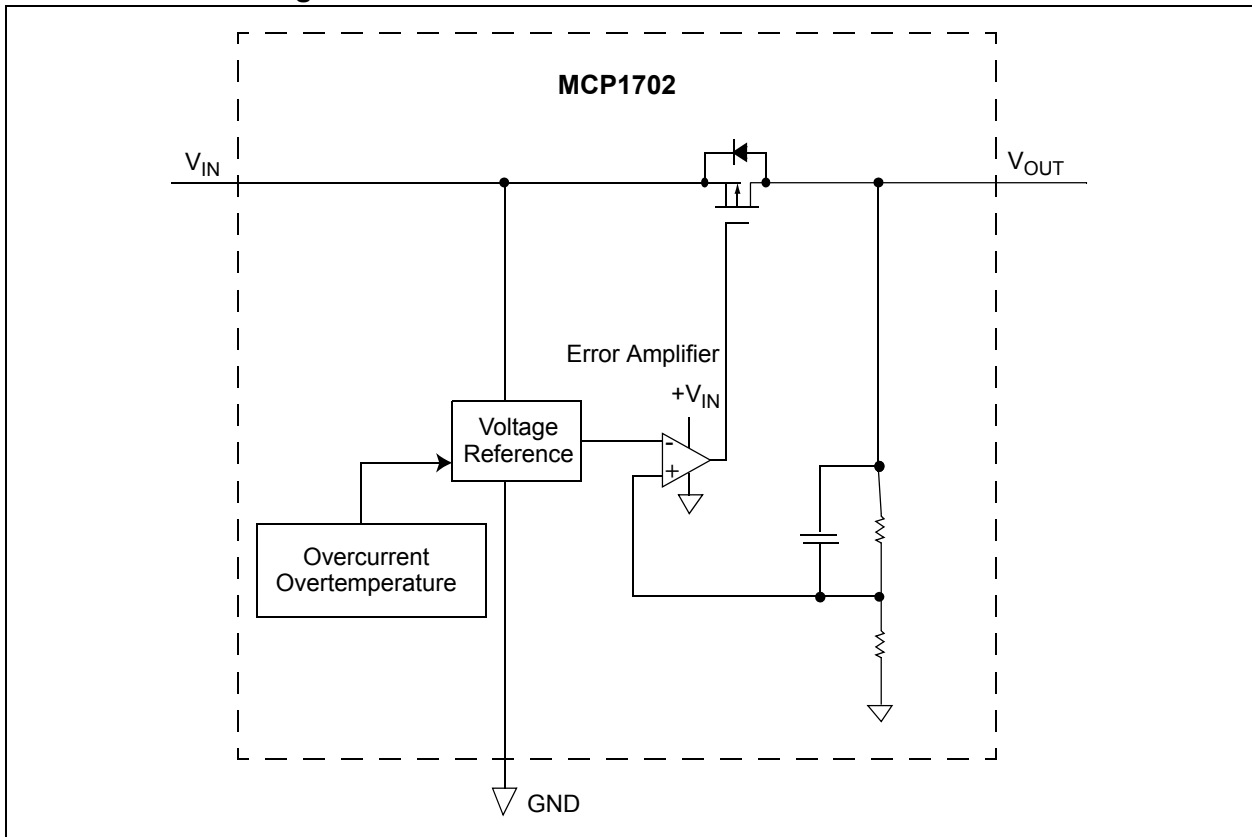 MCP1702
VIN
VOUT
Error Amplifier
+VIN
Voltage
Reference
-
+
Overcurrent
Overtemperature
GND